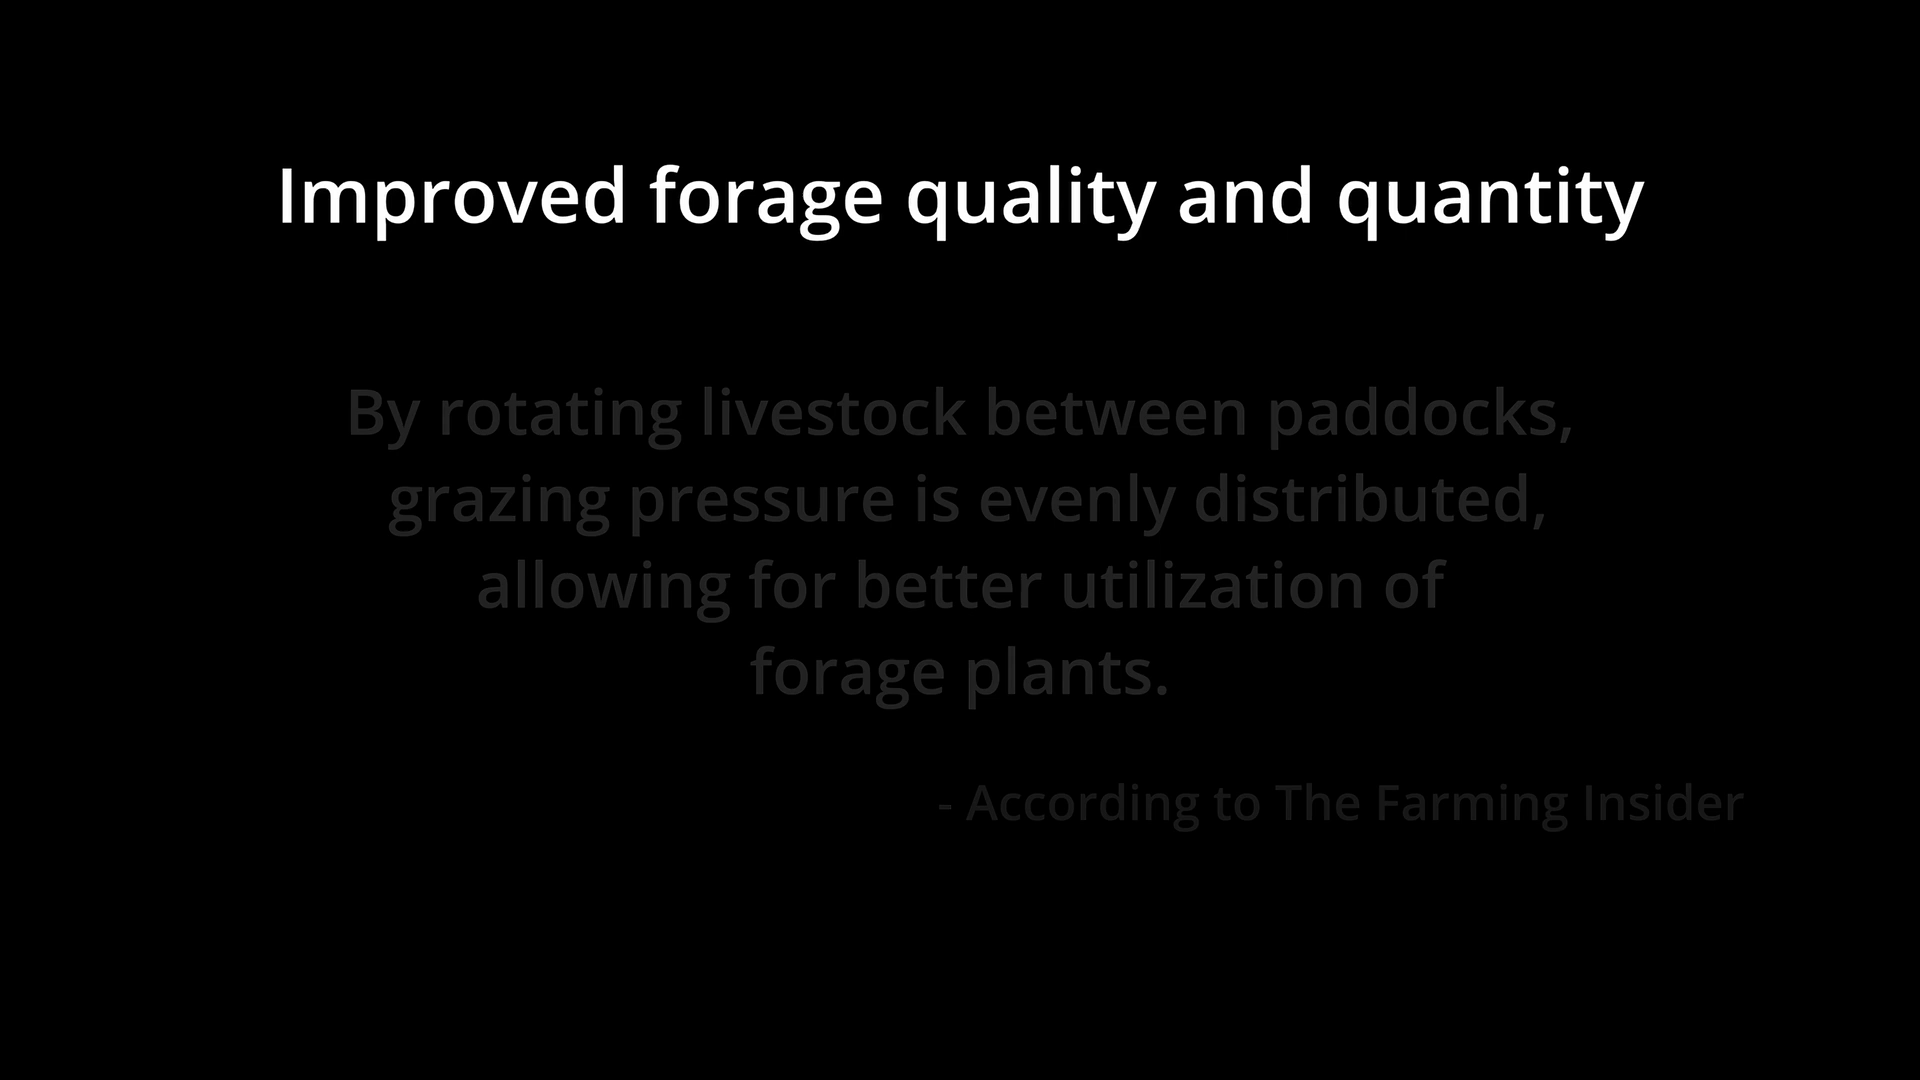 Improved forage quality and quantity
By rotating livestock between paddocks,
grazing pressure is evenly distributed,
allowing for better utilization of
forage plants.
- According to The Farming Insider